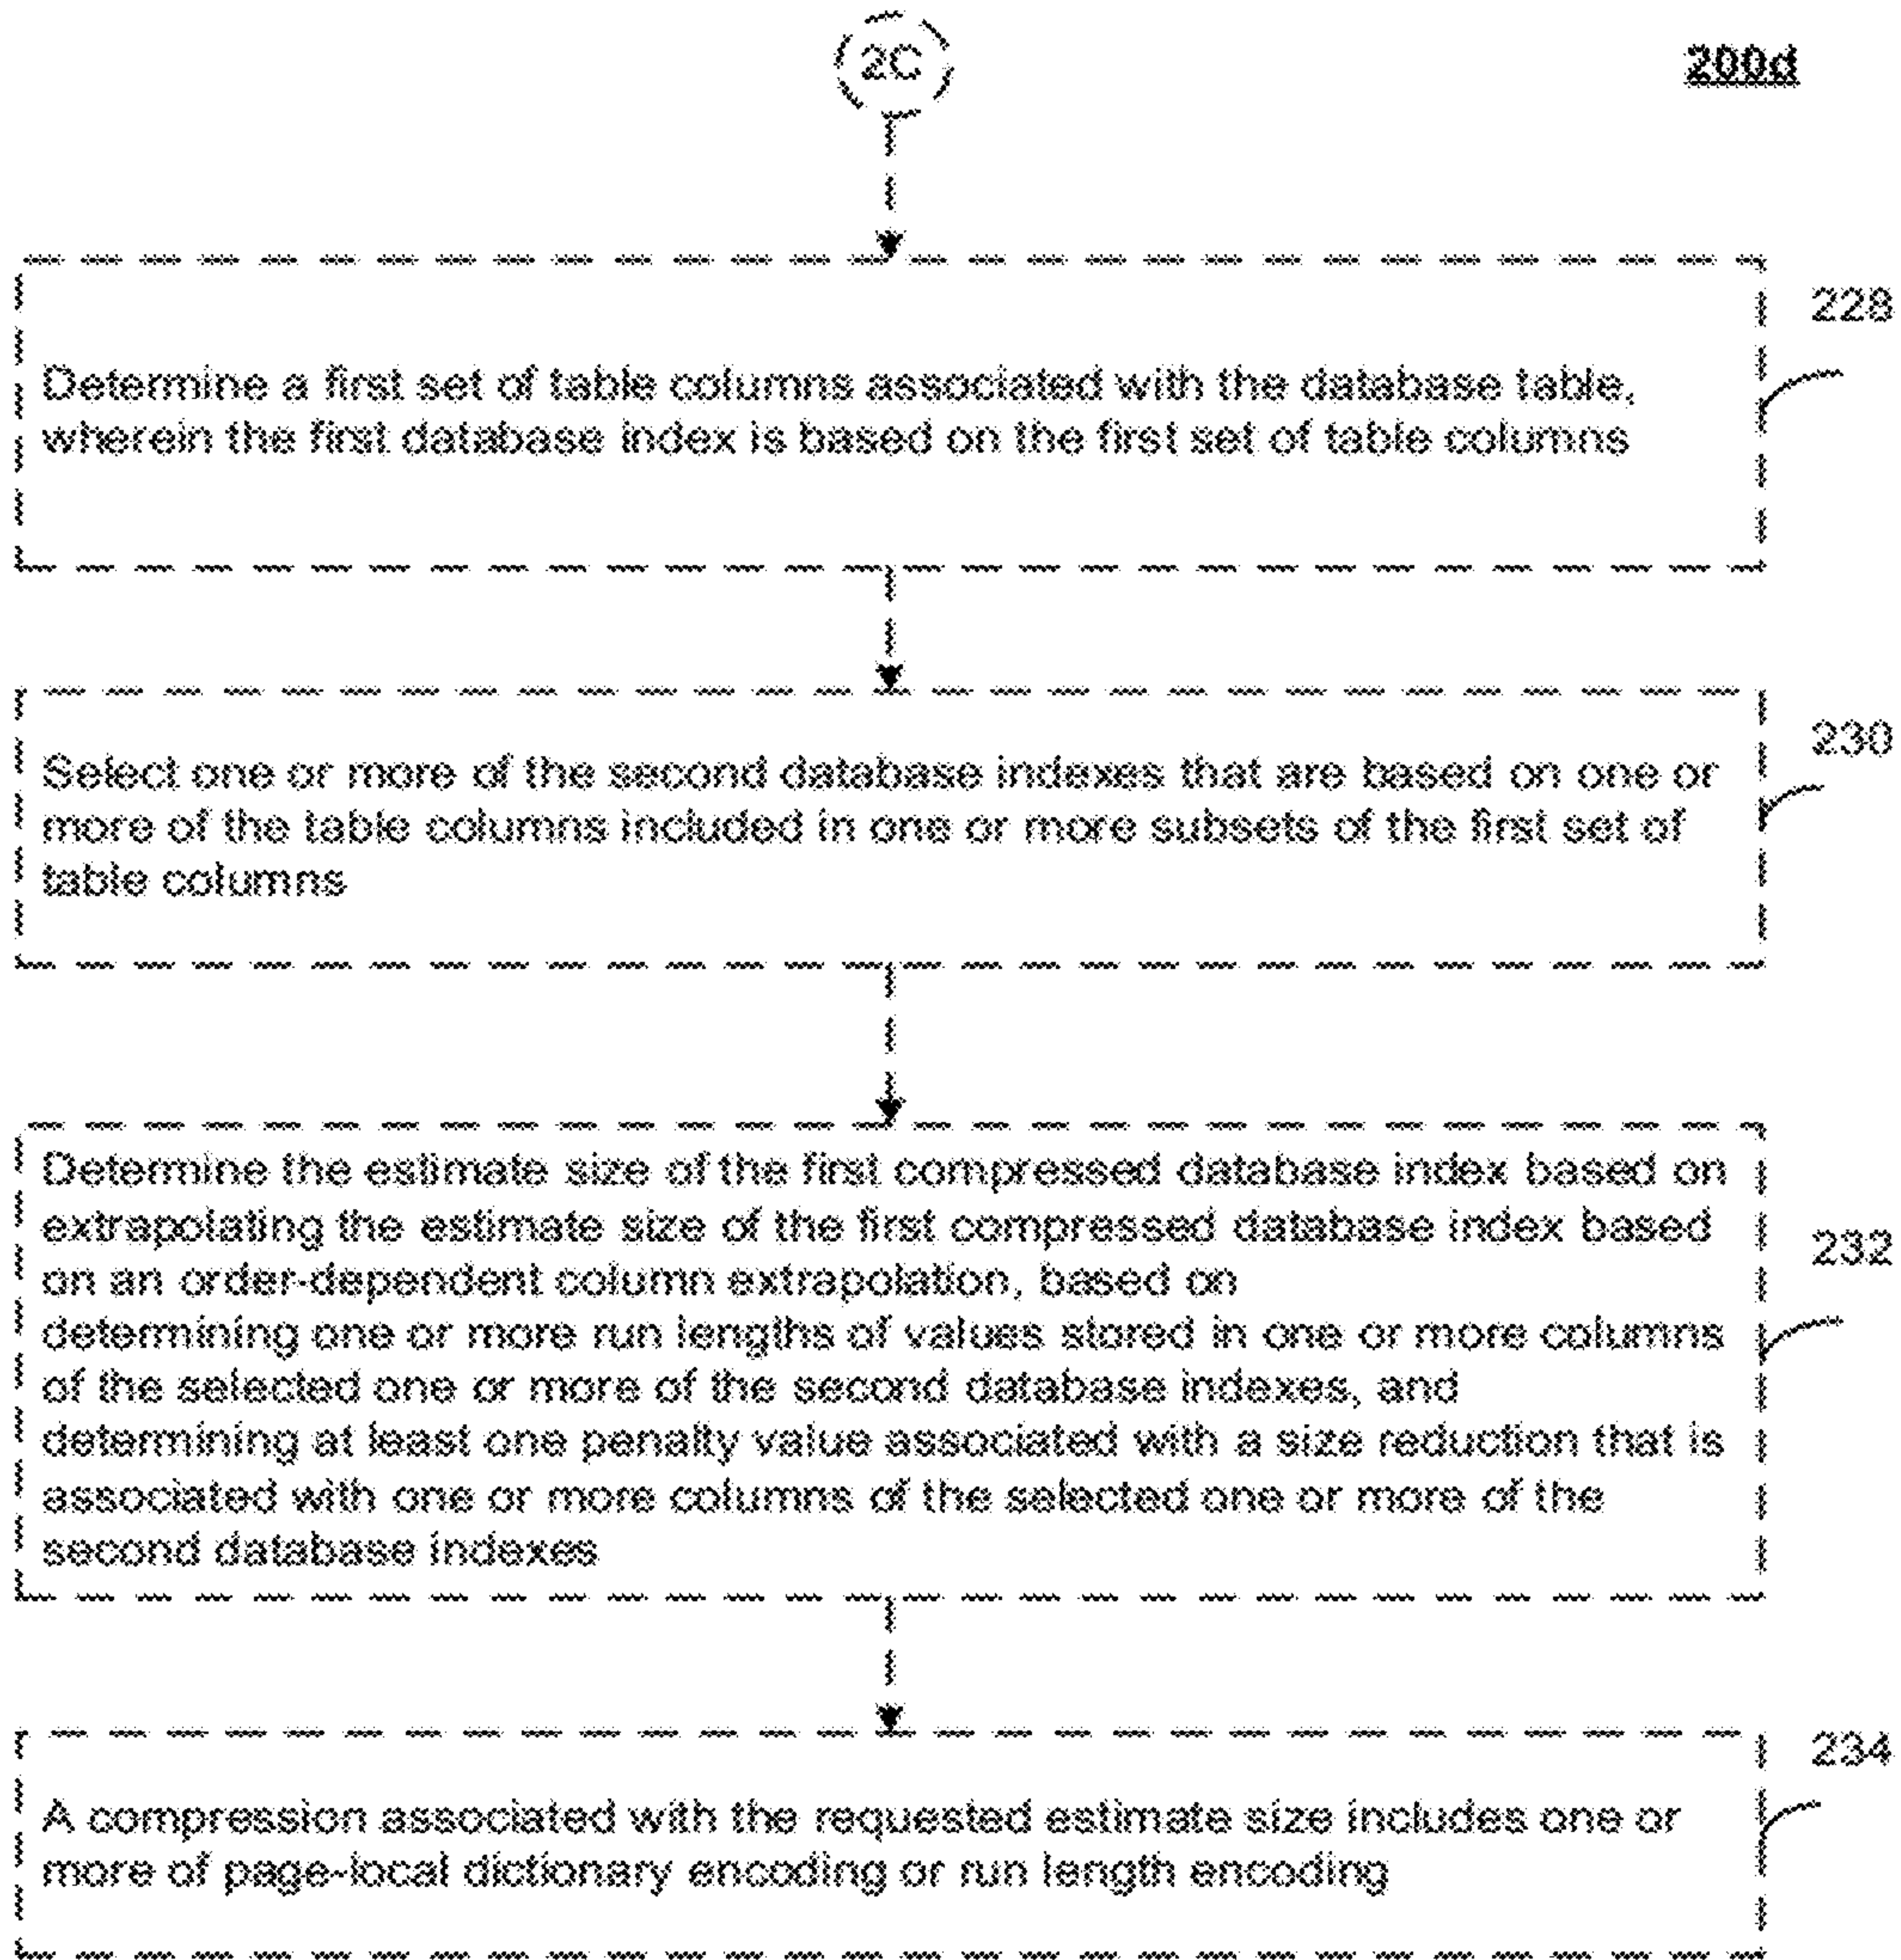 2C
200d
228
Determine a first set of table columns associated with the database table,
wherein the first database index is based on the first set of table columns
230
Select one or more of the second database indexes that are based on one or
more of the table columns included in one or more subsets of the first set of
table columns
Determine the estimate size of the first compressed database index based on
extrapolating the estimate size of the first compressed database index based
232
on an order-dependent column extrapolation, based on
determining one or more run lengths of values stored in one or more columns
of the selected one or more of the second database indexes, and
determining at least one penalty value associated with a size reduction that is
associated with one or more columns of the selected one or more of the
second database indexes
234
A compression associated with the requested estimate size includes one or
more of page-local dictionary encoding or run length encoding